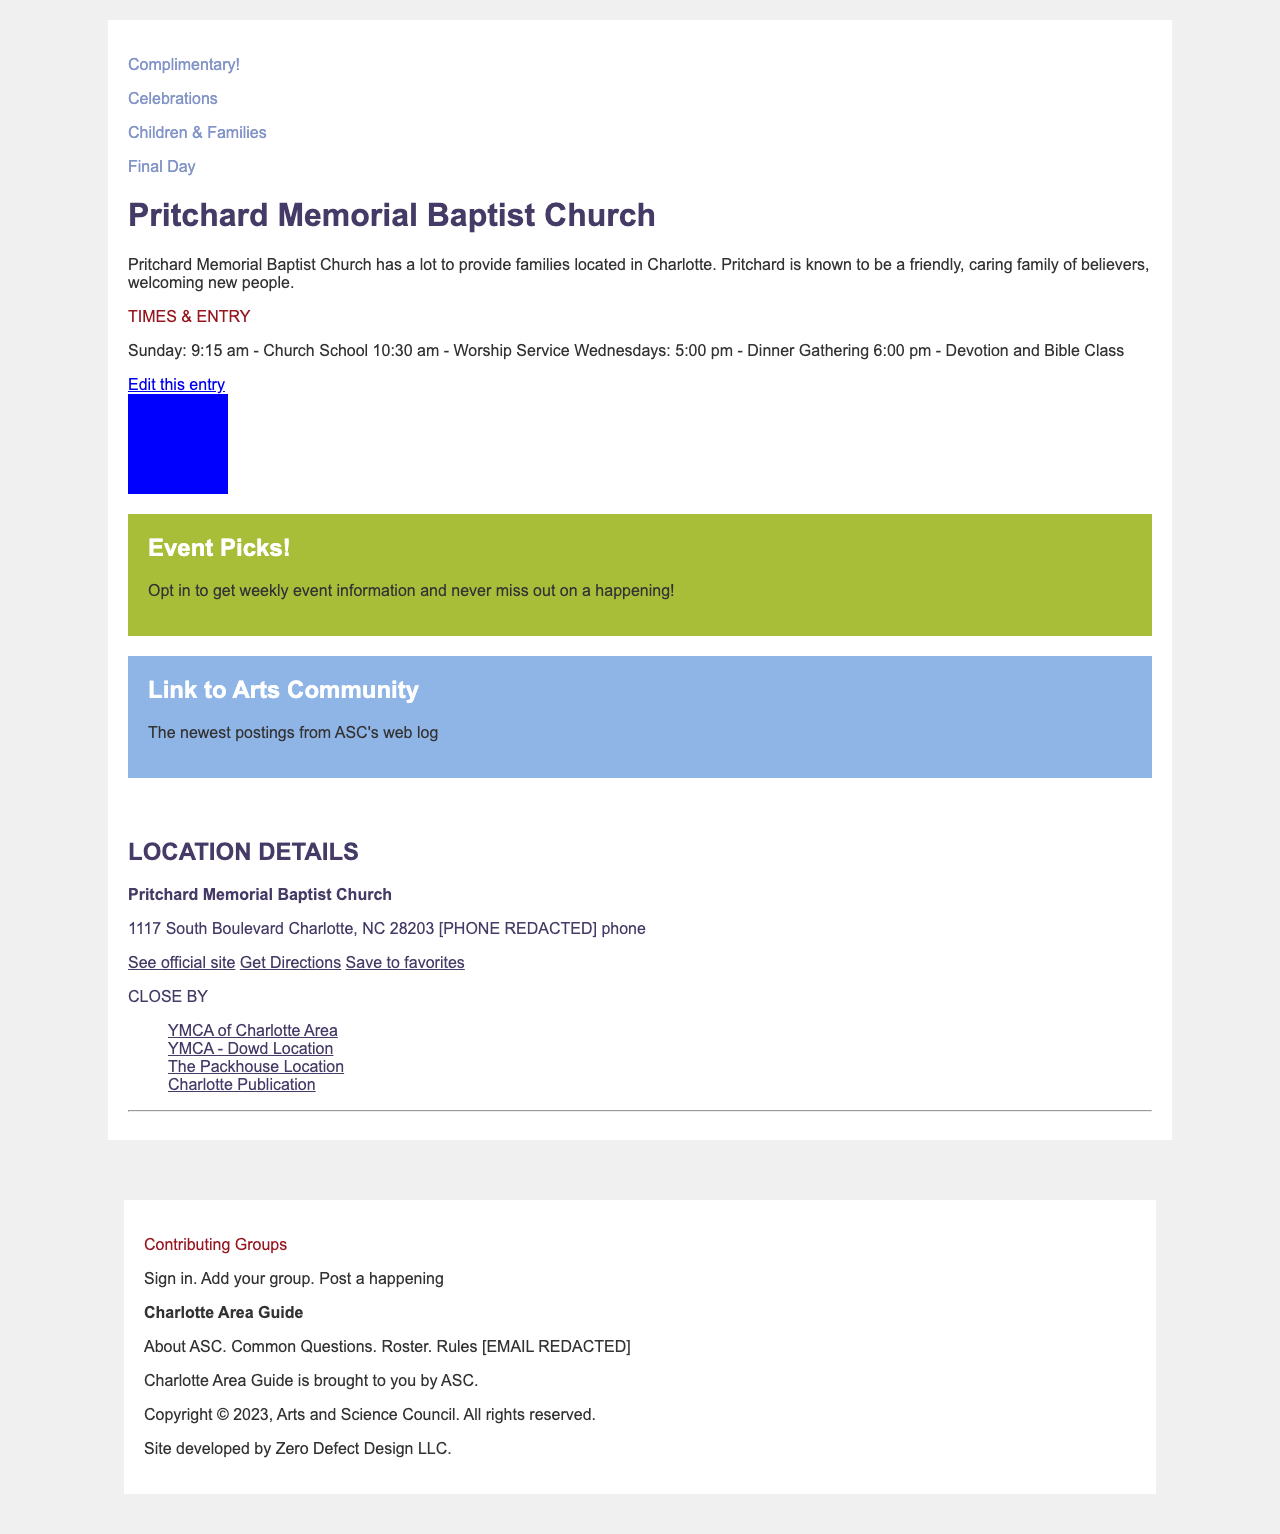 Complimentary!
Celebrations
Children & Families
Final Day
Pritchard Memorial Baptist Church
Pritchard Memorial Baptist Church has a lot to provide families located in Charlotte. Pritchard is known to be a friendly, caring family of believers,
welcoming new people.
TIMES & ENTRY
Sunday: 9:15 am - Church School 10:30 am - Worship Service Wednesdays: 5:00 pm - Dinner Gathering 6:00 pm - Devotion and Bible Class
Edit this entry
Event Picks!
Opt in to get weekly event information and never miss out on a happening!
Link to Arts Community
The newest postings from ASC's web log
LOCATION DETAILS
Pritchard Memorial Baptist Church
1117 South Boulevard Charlotte, NC 28203 [PHONE REDACTED] phone
See official site Get Directions Save to favorites
CLOSE BY
YMCA of Charlotte Area
YMCA - Dowd Location
The Packhouse Location
Charlotte Publication
Contributing Groups
Sign in. Add your group. Post a happening
Charlotte Area Guide
About ASC. Common Questions. Roster. Rules [EMAIL REDACTED]
Charlotte Area Guide is brought to you by ASC.
Copyright © 2023, Arts and Science Council. All rights reserved.
Site developed by Zero Defect Design LLC.